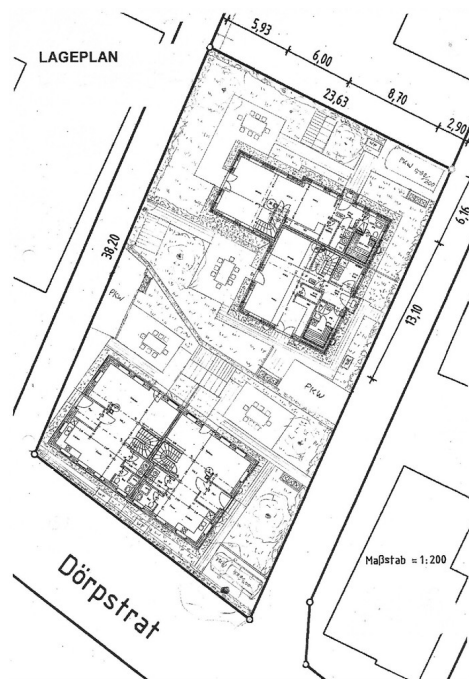 LAGEPLAN
5,93
6,00
23,63
8,70
2,90
6,16
38,20
13,10
PKW
PKW
Maßstab = 1:200
Dörpstrat